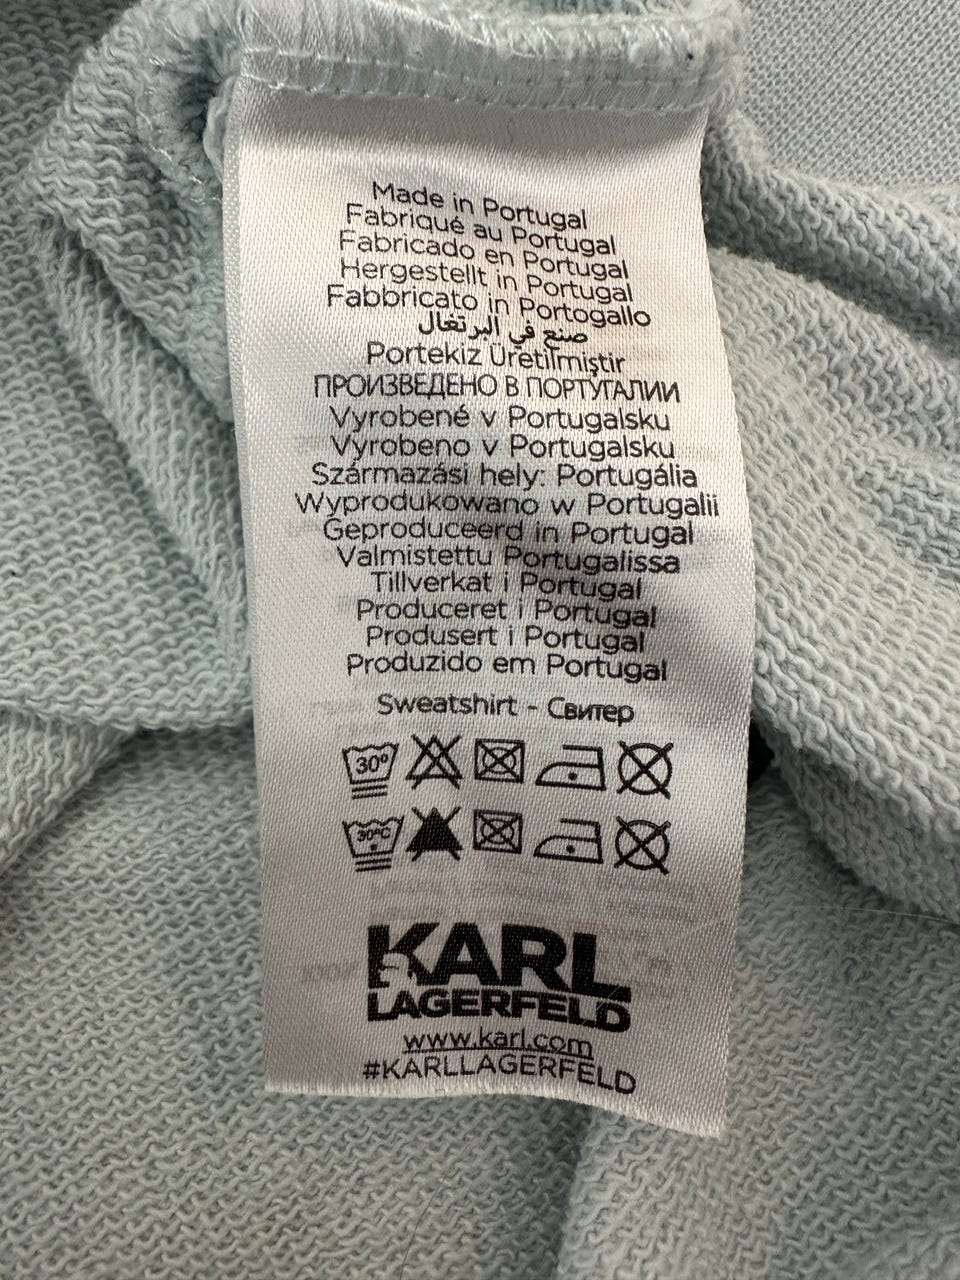 Made in Portugal
Fabriqué au Portugal
Fabricado en Portugal
Hergestellt in Portugal
Fabbricato in Portogallo
صنع في البرتغال
Portekiz Üretilmiştir
ПРОИЗВЕДЕНО В ПОРТУГАЛИИ
Vyrobené v Portugalsku
Vyrobeno v Portugalsku
Származási hely: Portugália
Wyprodukowano w Portugalii
Geproduceerd in Portugal
Valmistettu Portugalissa
Tillverkat i Portugal
Produceret i Portugal
Produsert i Portugal
Produzido em Portugal
Sweatshirt - Свитер
30°
30°C
KARL
LAGERFELD
www.karl.com
#KARLLAGERFELD